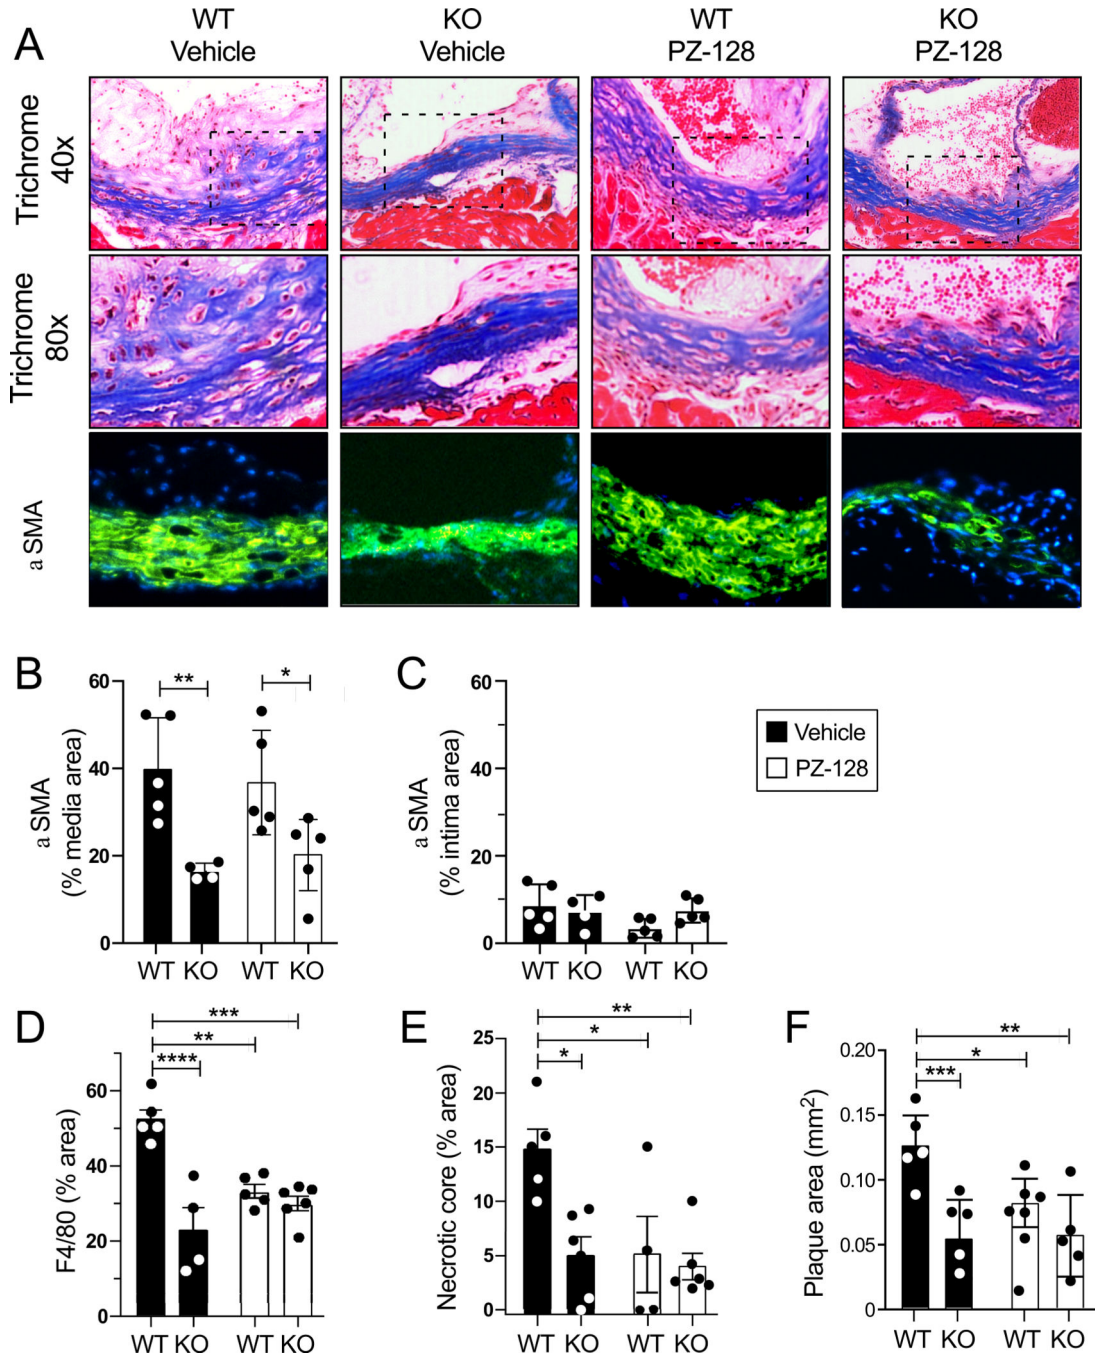 A
WT
Vehicle
KO
Vehicle
WT
PZ-128
KO
PZ-128
Trichrome
40x
Trichrome
80x
a SMA
B
a SMA
(% media area)
60
40
20
0
**
*
WT KO WT KO
C
a SMA
(% intima area)
60
40
20
0
WT KO WT KO
Vehicle
PZ-128
D
F4/80 (% area)
60
40
20
0
***
**
****
WT KO WT KO
E
Necrotic core (% area)
25
20
15
10
5
0
**
*
*
WT KO WT KO
F
Plaque area (mm²)
0.20
0.15
0.10
0.05
0
**
*
***
WT KO WT KO